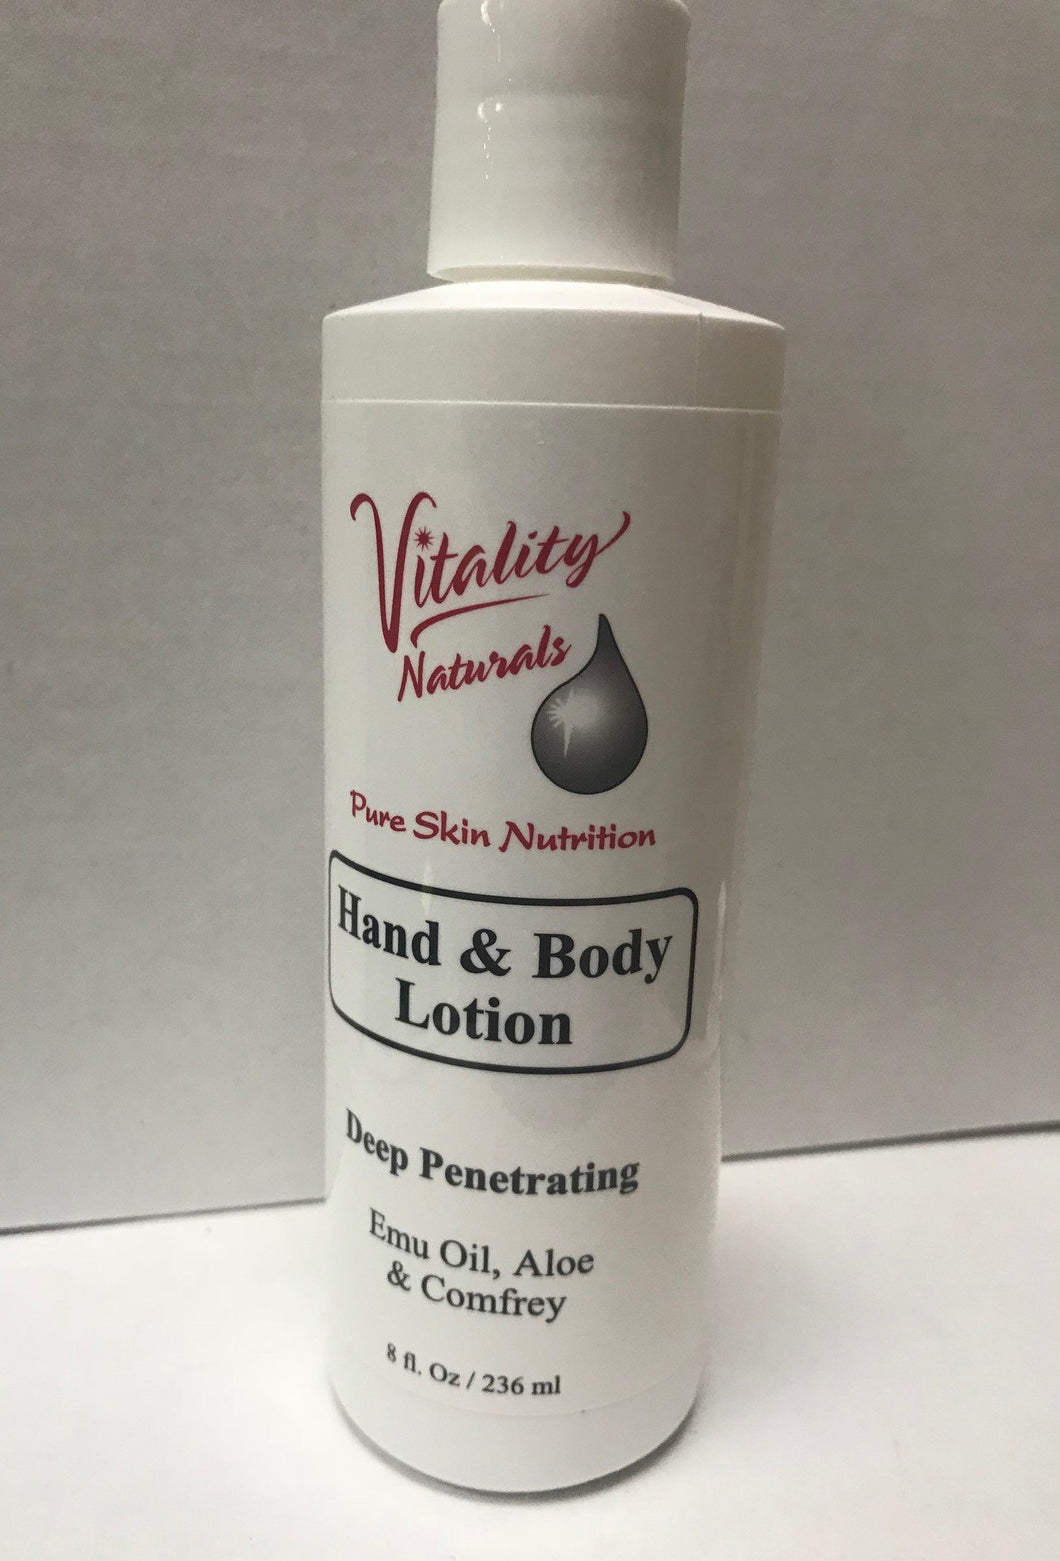 Vitality
Naturals
Pure Skin Nutrition
Hand & Body
Lotion
Deep Penetrating
Emu Oil, Aloe
& Comfrey
8 fl. Oz / 236 ml